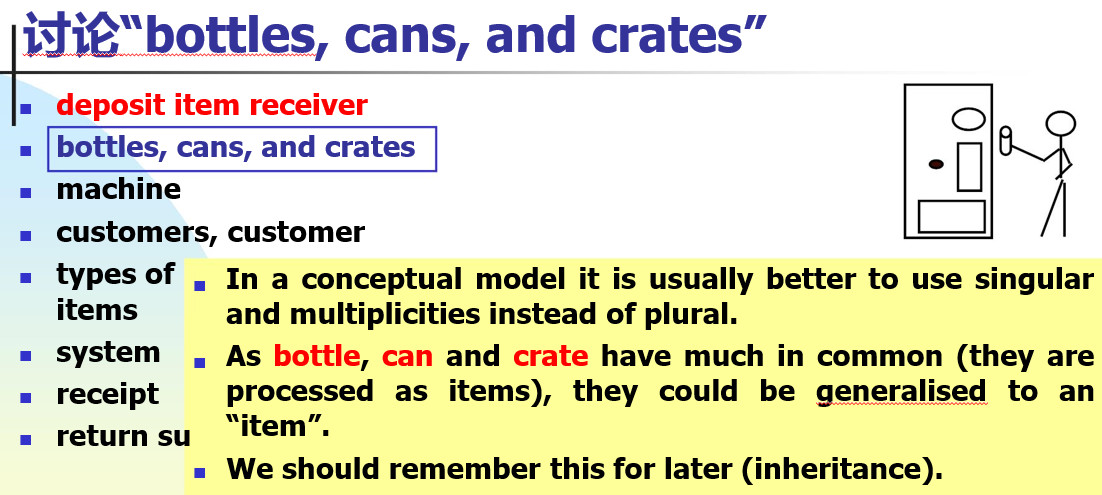 讨论“bottles, cans, and crates”
deposit item receiver
bottles, cans, and crates
machine
customers, customer
types of
items
system
receipt
return su
In a conceptual model it is usually better to use singular
and multiplicities instead of plural.
As bottle, can and crate have much in common (they are
processed as items), they could be generalised to an
“item”.
We should remember this for later (inheritance).